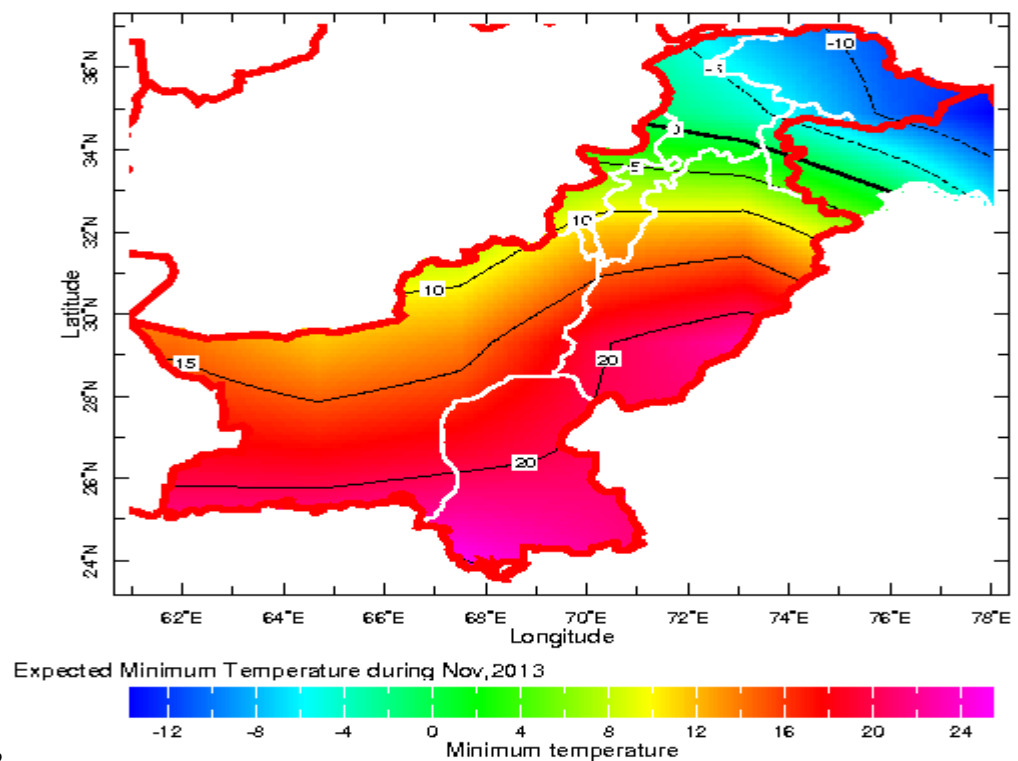 36°N
34°N
32°N
30°N
28°N
26°N
24°N
Latitude
-10
-5
0
5
10
10
15
20
20
62°E 64°E 66°E 68°E 70°E 72°E 74°E 76°E 78°E
Longitude
Expected Minimum Temperature during Nov,2013
-12 -8 -4 0 4 8 12 16 20 24
Minimum temperature